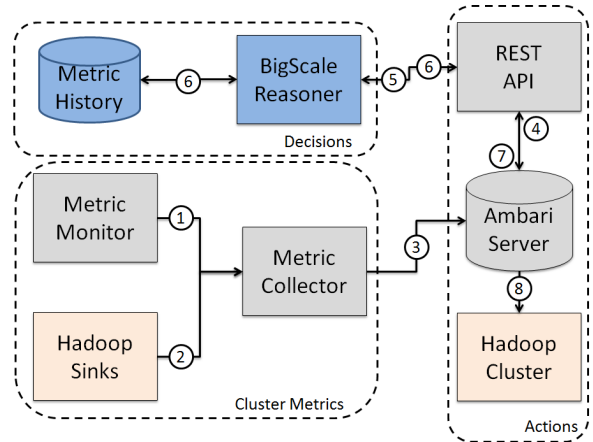 Metric
History
6
BigScale
Reasoner
5
6
REST
API
Decisions
4
7
Metric
Monitor
1
Metric
Collector
3
Ambari
Server
2
Hadoop
Sinks
8
Hadoop
Cluster
Cluster Metrics
Actions